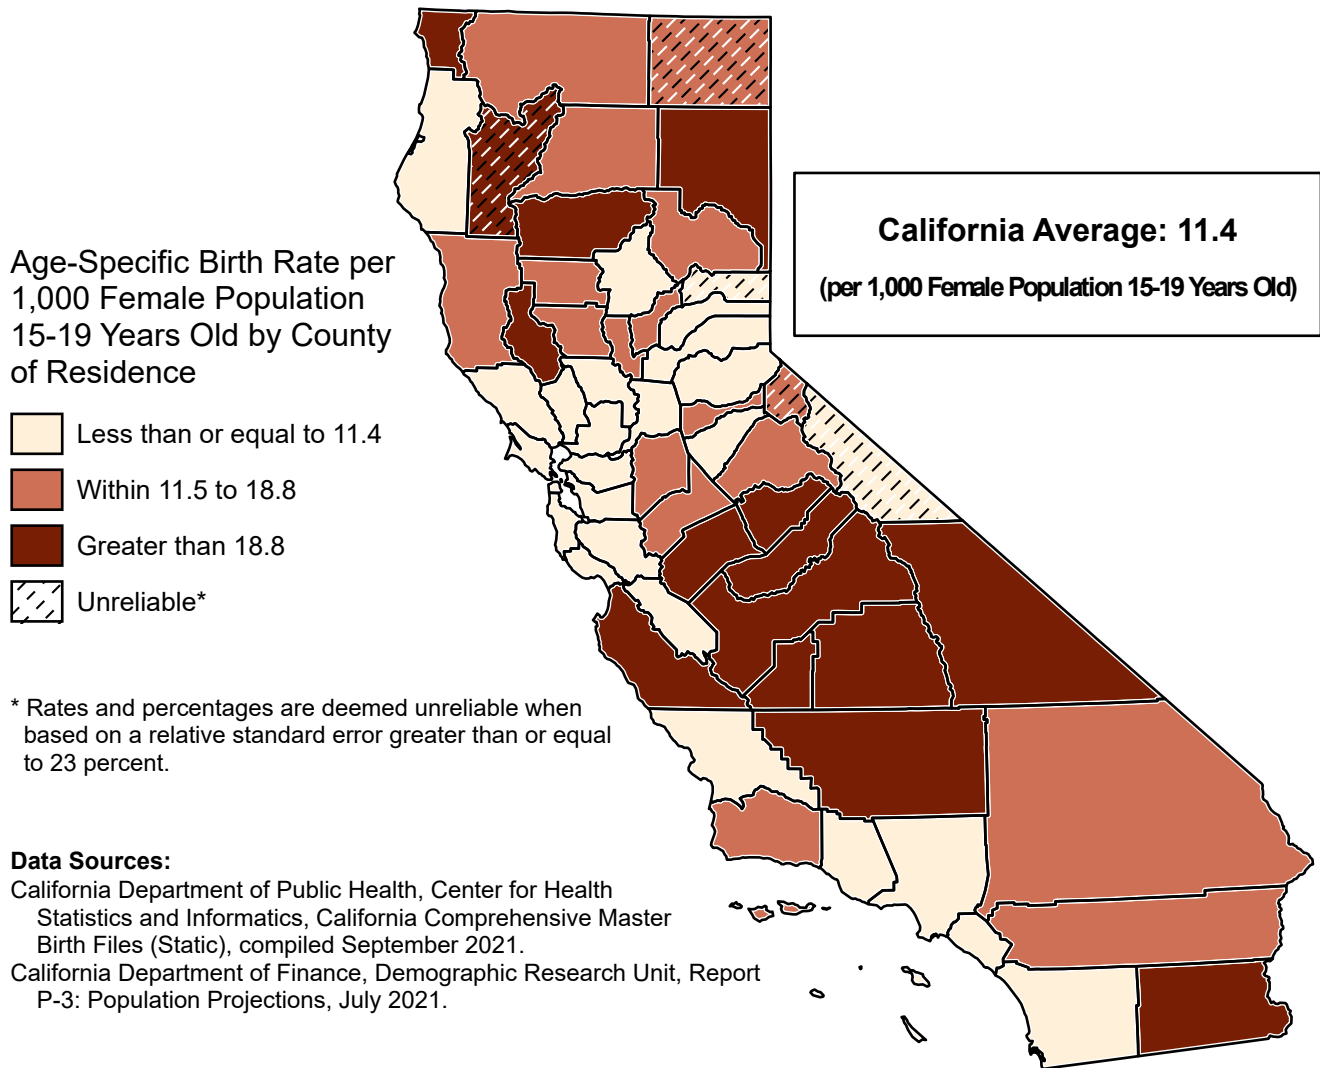 California Average: 11.4
(per 1,000 Female Population 15-19 Years Old)
Age-Specific Birth Rate per
1,000 Female Population
15-19 Years Old by County
of Residence
Less than or equal to 11.4
Within 11.5 to 18.8
Greater than 18.8
Unreliable*
* Rates and percentages are deemed unreliable when
based on a relative standard error greater than or equal
to 23 percent.
Data Sources:
California Department of Public Health, Center for Health
Statistics and Informatics, California Comprehensive Master
Birth Files (Static), compiled September 2021.
California Department of Finance, Demographic Research Unit, Report
P-3: Population Projections, July 2021.